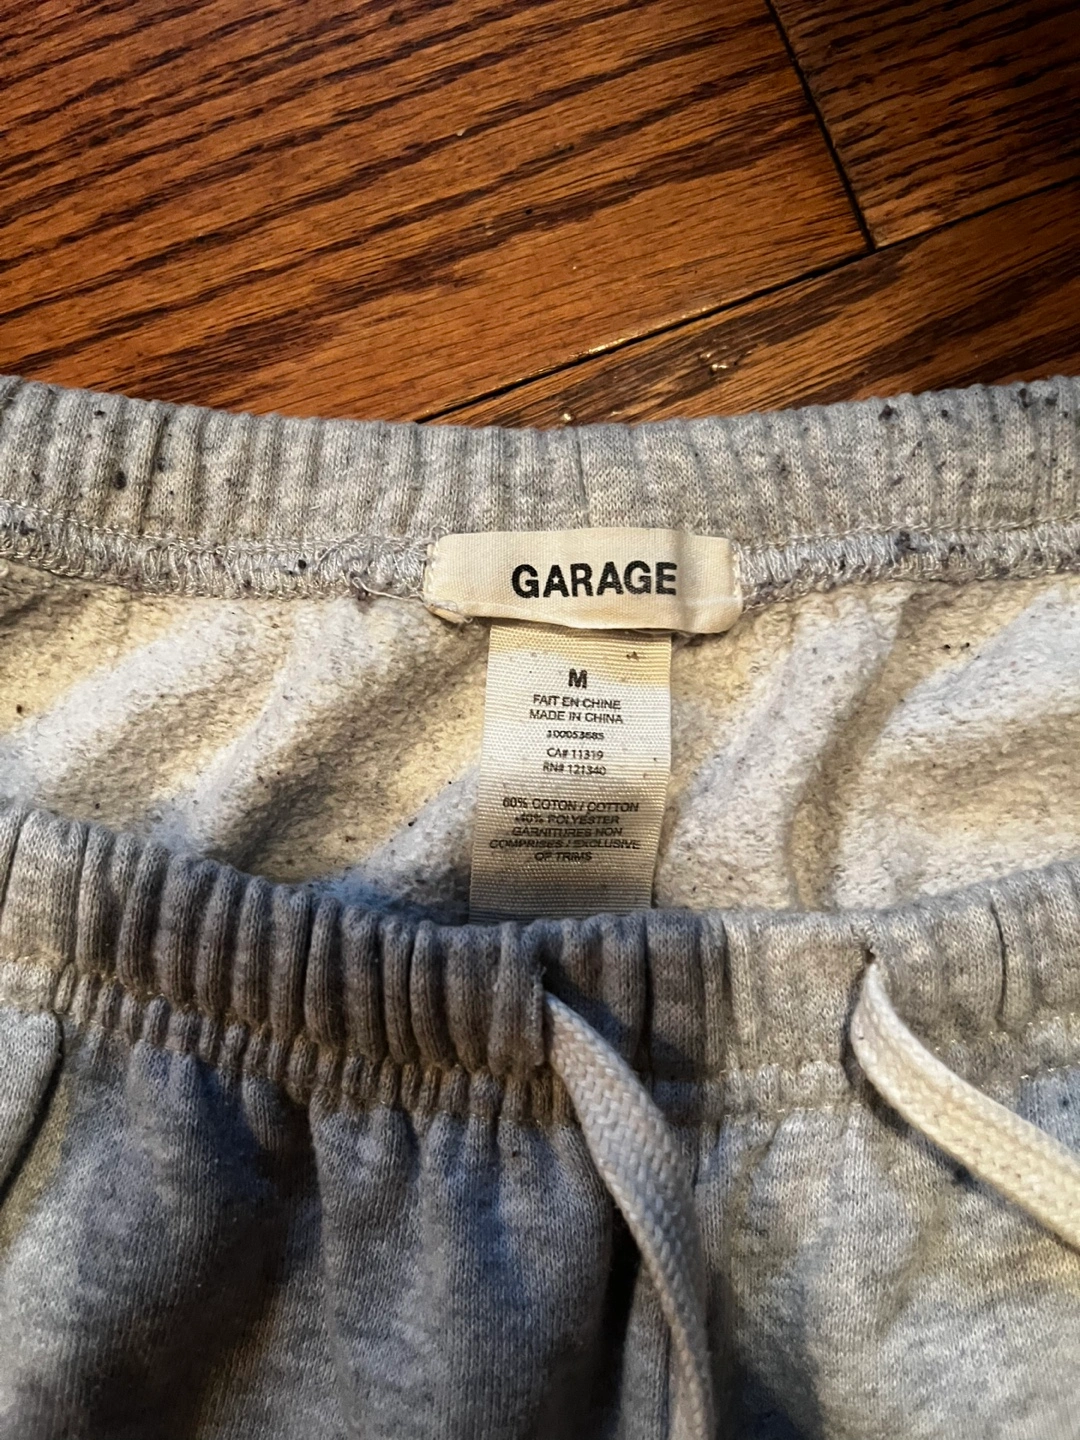 GARAGE
M
FAIT EN CHINE
MADE IN CHINA
100053685
CA# 11319
RN# 121340
60% COTON / COTTON
40% POLYESTER
GARNITURES NON
COMPRISES / EXCLUSIVE
OF TRIMS